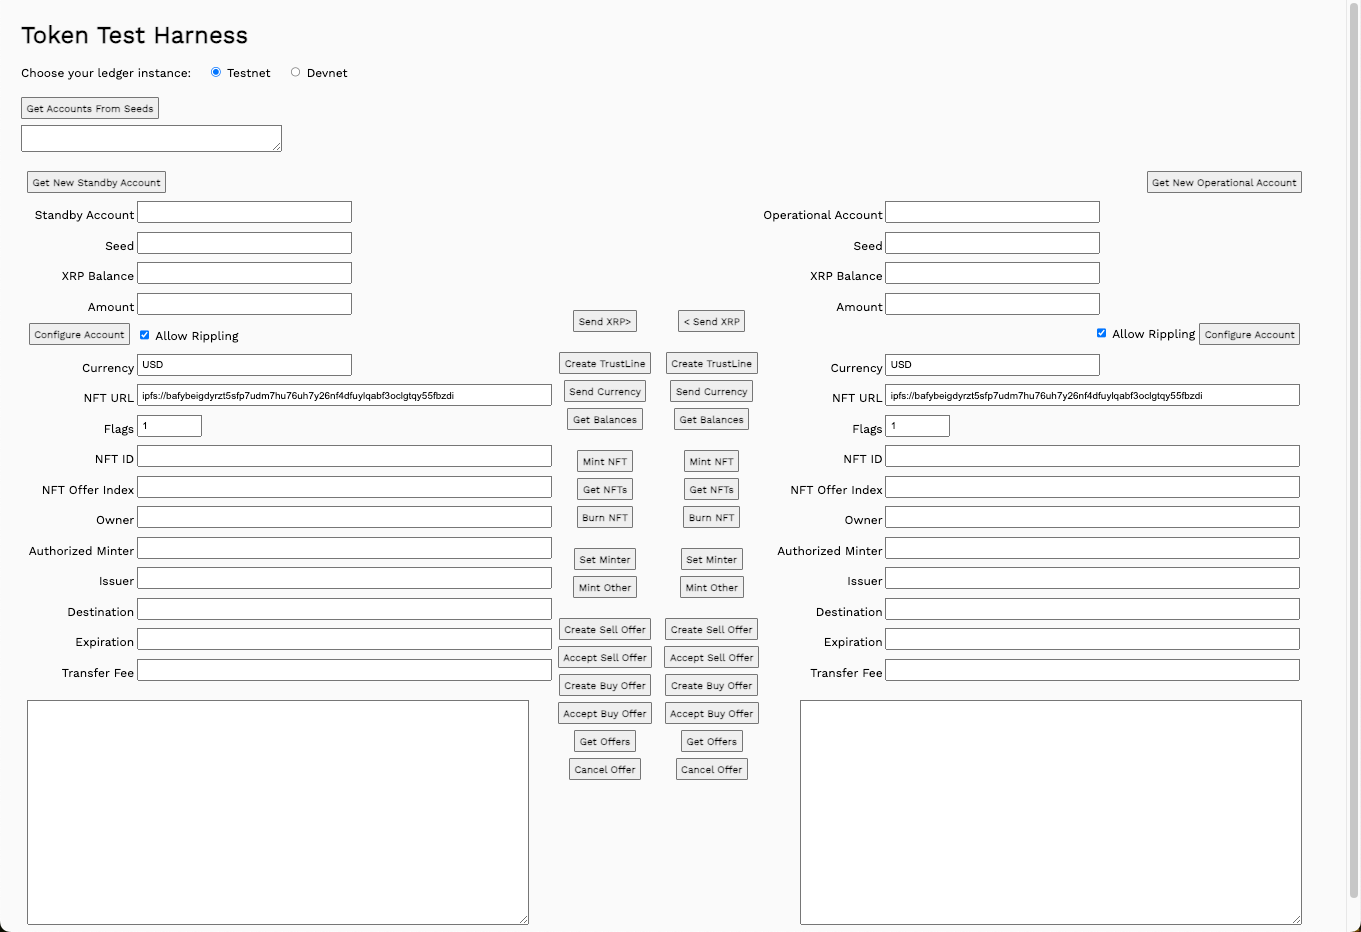 Token Test Harness
Choose your ledger instance: Testnet Devnet
Get Accounts From Seeds
Get New Standby Account Get New Operational Account
Standby Account Operational Account
Seed Seed
XRP Balance XRP Balance
Amount Amount
Send XRP> < Send XRP
Configure Account Allow Rippling Allow Rippling Configure Account
Create TrustLine Create TrustLine
Currency USD Currency USD
Send Currency Send Currency
NFT URL ipfs://bafybeigdyrzt5sfp7udm7hu76uh7y26nf4dfuylqabf3oclgtqy55fbzdi NFT URL ipfs://bafybeigdyrzt5sfp7udm7hu76uh7y26nf4dfuylqabf3oclgtqy55fbzdi
Get Balances Get Balances
Flags 1 Flags 1
NFT ID Mint NFT Mint NFT NFT ID
NFT Offer Index Get NFTs Get NFTs NFT Offer Index
Owner Burn NFT Burn NFT Owner
Authorized Minter Authorized Minter
Set Minter Set Minter
Issuer Issuer
Mint Other Mint Other
Destination Destination
Create Sell Offer Create Sell Offer
Expiration Expiration
Accept Sell Offer Accept Sell Offer
Transfer Fee Transfer Fee
Create Buy Offer Create Buy Offer
Accept Buy Offer Accept Buy Offer
Get Offers Get Offers
Cancel Offer Cancel Offer